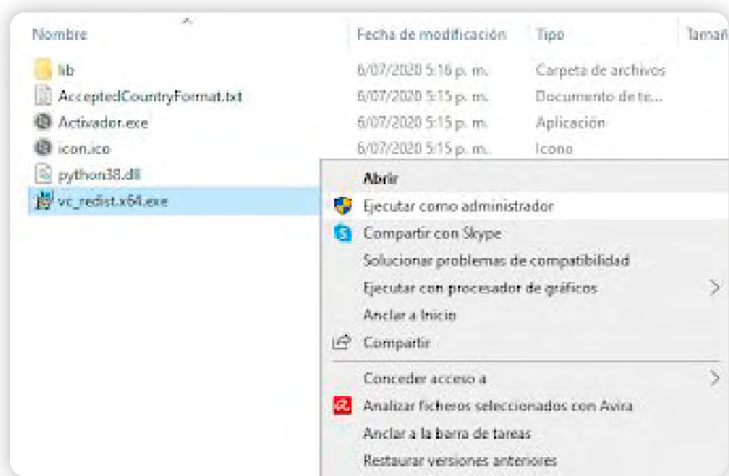 Nombre Fecha de modificación Tipo Tamañ
lib 6/07/2020 5:16 p. m. Carpeta de archivos
AcceptedCountryFormat.txt 6/07/2020 5:15 p. m. Documento de te...
Activador.exe 6/07/2020 5:15 p. m. Aplicación
icon.ico 6/07/2020 5:15 p. m. Icono
python38.dll
vc_redist.x64.exe
Abrir
Ejecutar como administrador
Compartir con Skype
Solucionar problemas de compatibilidad
Ejecutar con procesador de gráficos
Anclar a Inicio
Compartir
Conceder acceso a
Analizar ficheros seleccionados con Avira
Anclar a la barra de tareas
Restaurar versiones anteriores